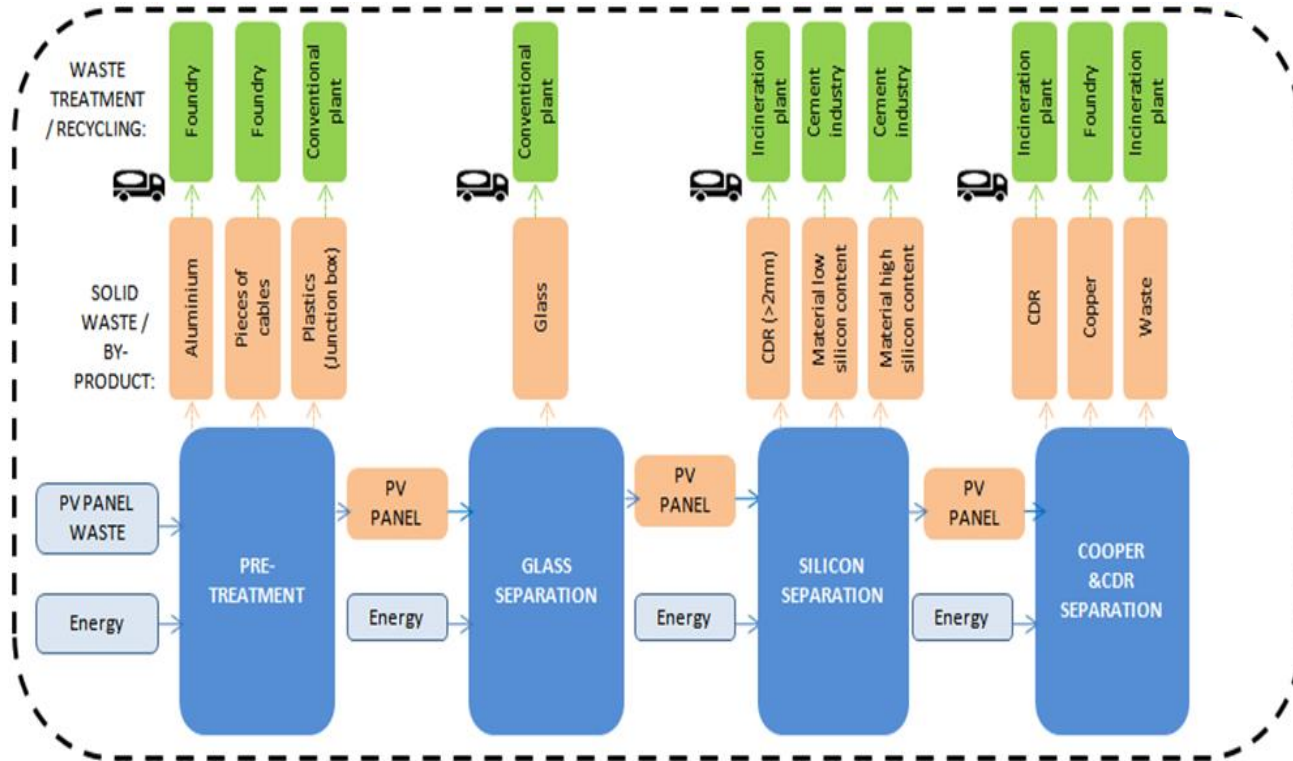 WASTE
TREATMENT
/ RECYCLING:
Foundry
Foundry
Conventional
plant
Conventional
plant
Incineration
plant
Cement
industry
Cement
industry
Incineration
plant
Foundry
Incineration
plant
SOLID
WASTE /
BY-
PRODUCT:
Aluminium
Pieces of
cables
Plastics
(Junction box)
Glass
CDR (>2mm)
Material low
silicon content
Material high
silicon content
CDR
Copper
Waste
PV PANEL
WASTE
Energy
PRE-
TREATMENT
PV
PANEL
Energy
GLASS
SEPARATION
PV
PANEL
Energy
SILICON
SEPARATION
PV
PANEL
Energy
COOPER
&CDR
SEPARATION